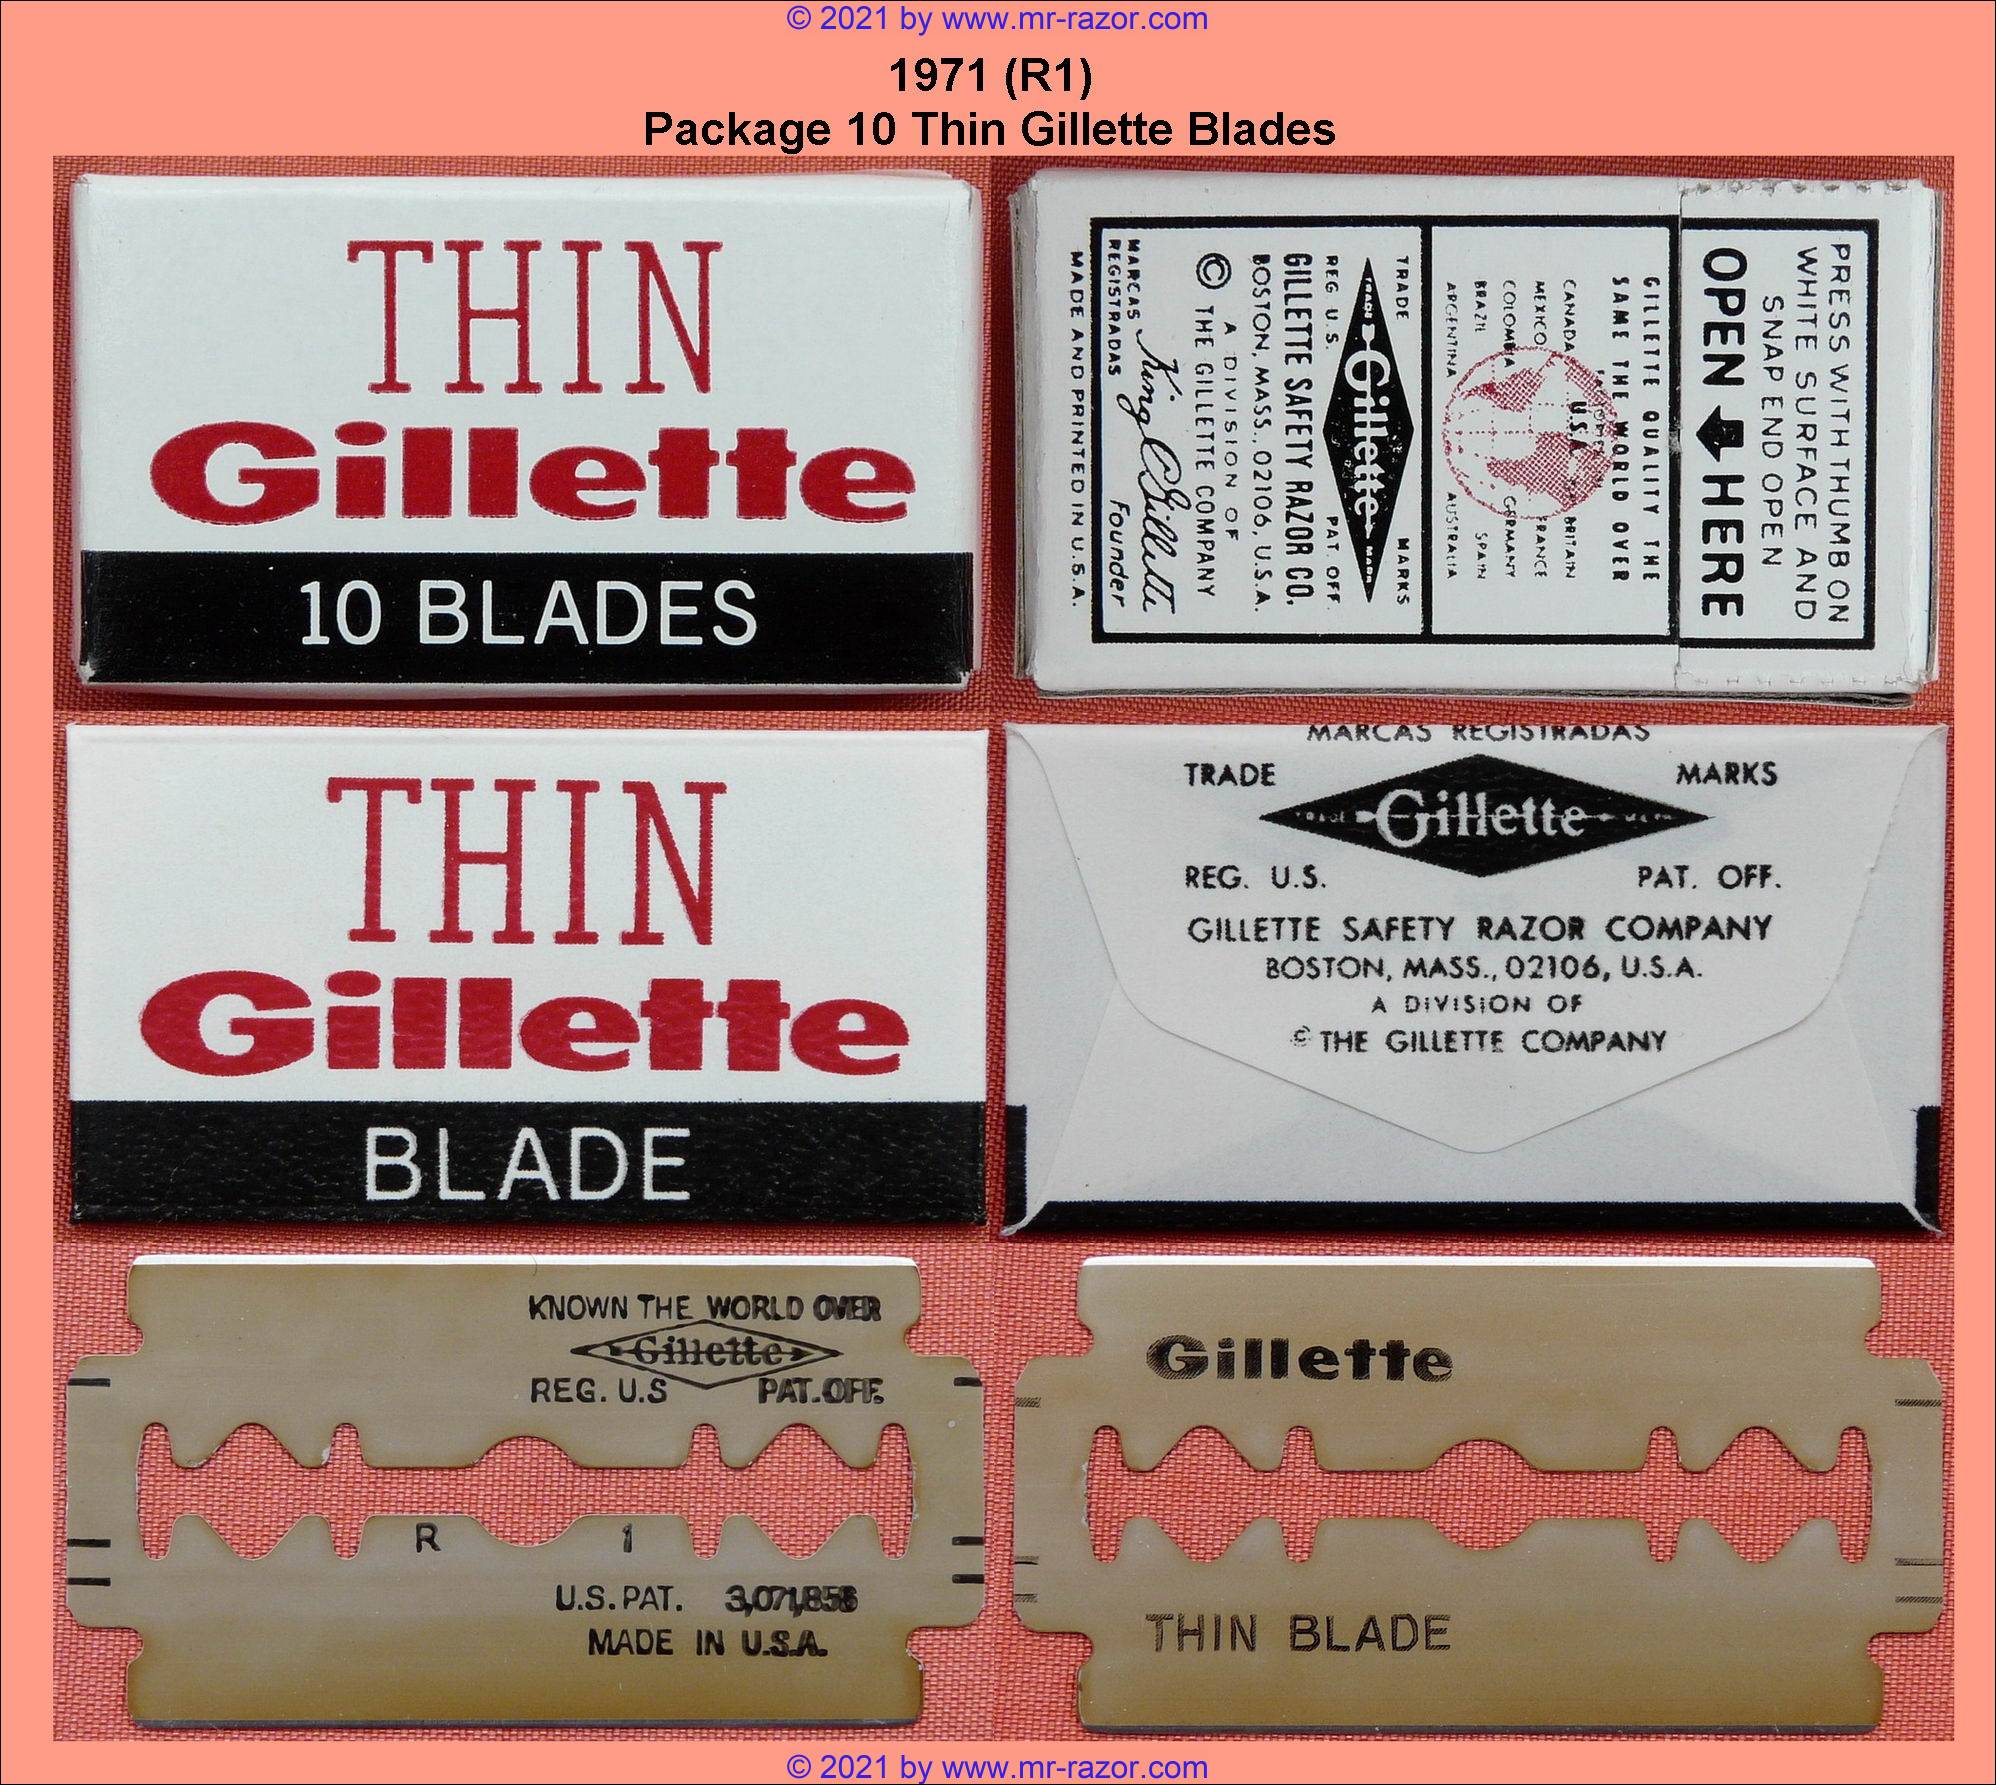 © 2021 by www.mr-razor.com
1971 (R1)
Package 10 Thin Gillette Blades
THIN
Gillette
10 BLADES
PRESS WITH THUMB ON
WHITE SURFACE AND
SNAP END OPEN
OPEN HERE
GILLETTE QUALITY THE
SAME THE WORLD OVER
U.S.A.
CANADA BRITAIN
MEXICO FRANCE
COLOMBIA GERMANY
BRAZIL SPAIN
ARGENTINA AUSTRALIA
TRADE MARKS
TRADE Gillette MARK
REG. U.S. PAT. OFF.
GILLETTE SAFETY RAZOR CO.
BOSTON, MASS., 02106, U.S.A.
A DIVISION OF
© THE GILLETTE COMPANY
King C Gillette
MARCAS Founder
REGISTRADAS
MADE AND PRINTED IN U.S.A.
THIN
Gillette
BLADE
MARCAS REGISTRADAS
TRADE MARKS
TRADE Gillette MARK
REG. U.S. PAT. OFF.
GILLETTE SAFETY RAZOR COMPANY
BOSTON, MASS., 02106, U.S.A.
A DIVISION OF
© THE GILLETTE COMPANY
KNOWN THE WORLD OVER
Gillette
REG. U.S PAT.OFF.
R 1
U.S. PAT. 3,071,856
MADE IN U.S.A.
Gillette
THIN BLADE
© 2021 by www.mr-razor.com